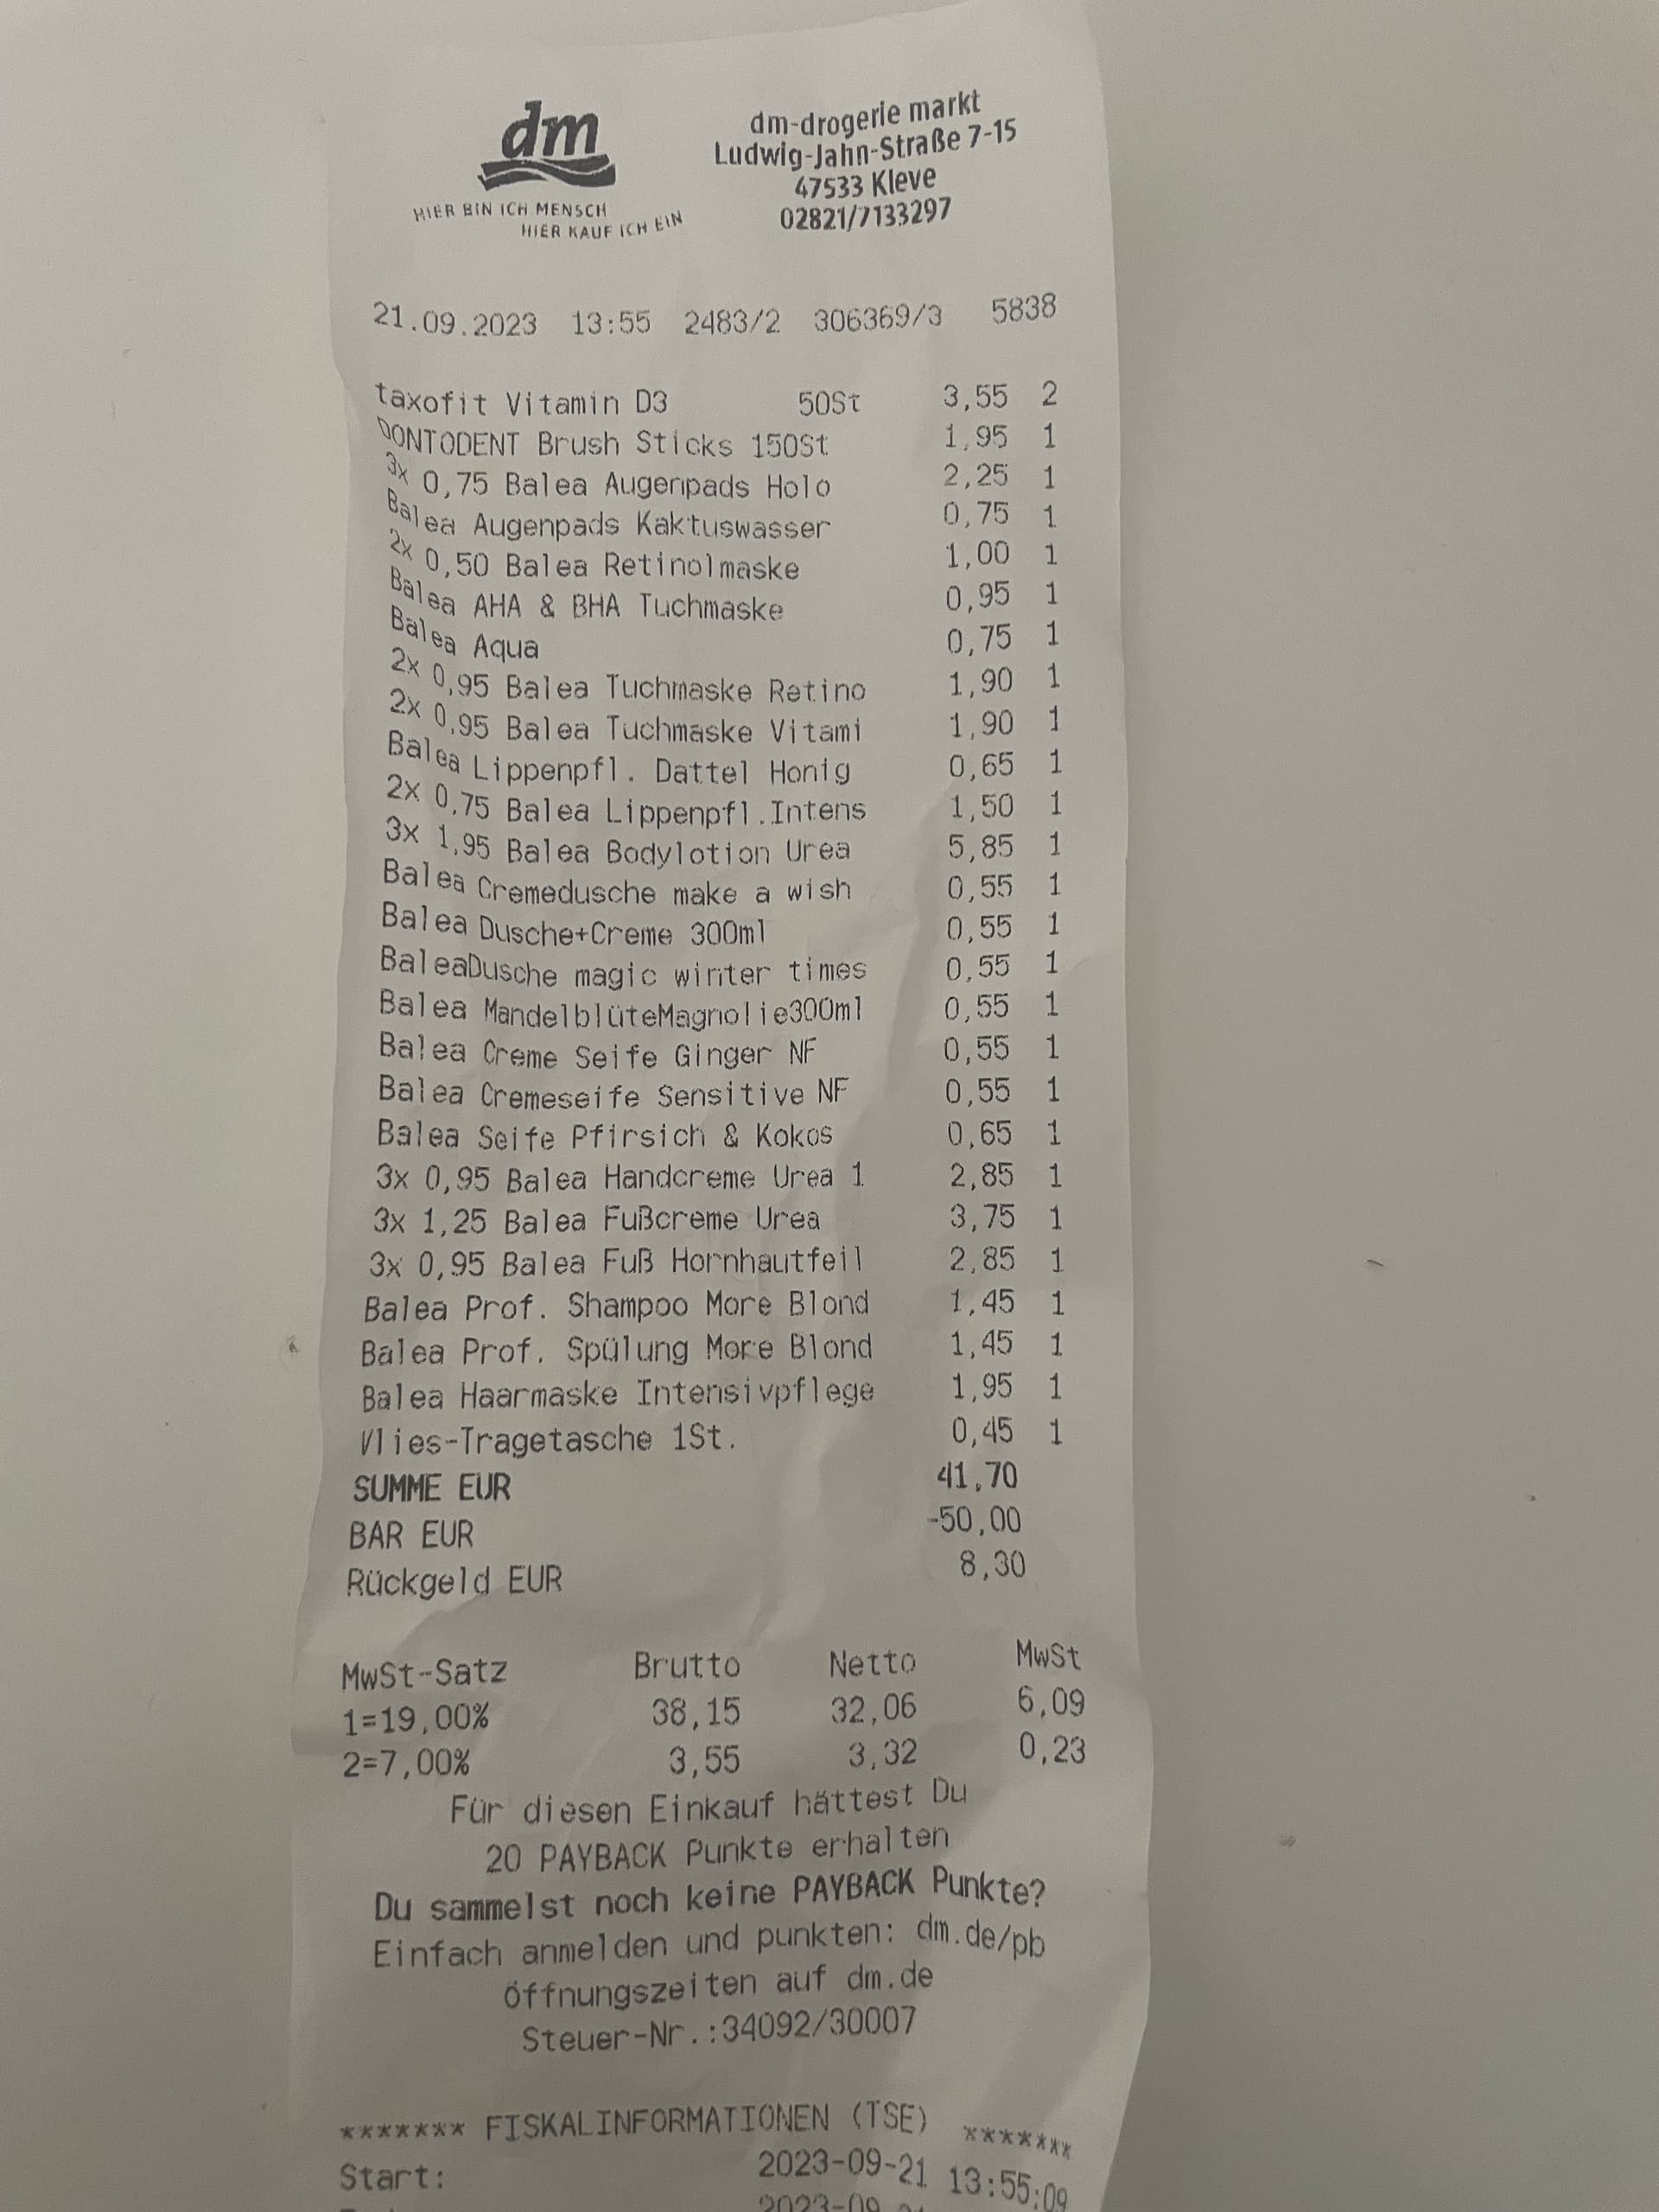 dm
HIER BIN ICH MENSCH
HIER KAUF ICH EIN
dm-drogerie markt
Ludwig-Jahn-Straße 7-15
47533 Kleve
02821/7133297
21.09.2023 13:55 2483/2 306369/3 5838
taxofit Vitamin D3 50St 3,55 2
DONTODENT Brush Sticks 150St 1,95 1
3x 0,75 Balea Augenpads Holo 2,25 1
Balea Augenpads Kaktuswasser 0,75 1
2x 0,50 Balea Retinolmaske 1,00 1
Balea AHA & BHA Tuchmaske 0,95 1
Balea Aqua 0,75 1
2x 0,95 Balea Tuchmaske Retino 1,90 1
2x 0,95 Balea Tuchmaske Vitami 1,90 1
Balea Lippenpfl. Dattel Honig 0,65 1
2x 0,75 Balea Lippenpfl.Intens 1,50 1
3x 1,95 Balea Bodylotion Urea 5,85 1
Balea Cremedusche make a wish 0,55 1
Balea Dusche+Creme 300ml 0,55 1
BaleaDusche magic winter times 0,55 1
Balea MandelblüteMagnolie300ml 0,55 1
Balea Creme Seife Ginger NF 0,55 1
Balea Cremeseife Sensitive NF 0,55 1
Balea Seife Pfirsich & Kokos 0,65 1
3x 0,95 Balea Handcreme Urea 1 2,85 1
3x 1,25 Balea Fußcreme Urea 3,75 1
3x 0,95 Balea Fuß Hornhautfeil 2,85 1
Balea Prof. Shampoo More Blond 1,45 1
Balea Prof. Spülung More Blond 1,45 1
Balea Haarmaske Intensivpflege 1,95 1
Vlies-Tragetasche 1St. 0,45 1
SUMME EUR 41,70
BAR EUR -50,00
Rückgeld EUR 8,30
MwSt-Satz Brutto Netto MwSt
1=19,00% 38,15 32,06 6,09
2=7,00% 3,55 3,32 0,23
Für diesen Einkauf hättest Du
20 PAYBACK Punkte erhalten
Du sammelst noch keine PAYBACK Punkte?
Einfach anmelden und punkten: dm.de/pb
Öffnungszeiten auf dm.de
Steuer-Nr.:34092/30007
******* FISKALINFORMATIONEN (TSE) *******
Start: 2023-09-21 13:55:09